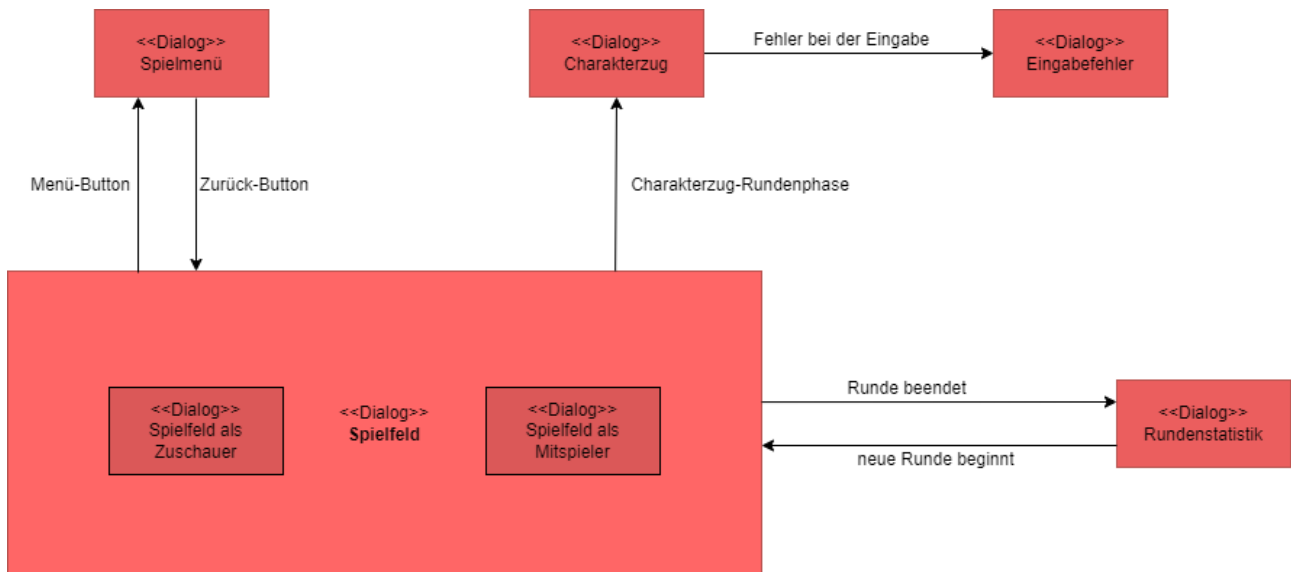 <<Dialog>>
Spielmenü
<<Dialog>>
Charakterzug
Fehler bei der Eingabe
<<Dialog>>
Eingabefehler
Menü-Button
Zurück-Button
Charakterzug-Rundenphase
<<Dialog>>
Spielfeld als
Zuschauer
<<Dialog>>
Spielfeld
<<Dialog>>
Spielfeld als
Mitspieler
Runde beendet
neue Runde beginnt
<<Dialog>>
Rundenstatistik